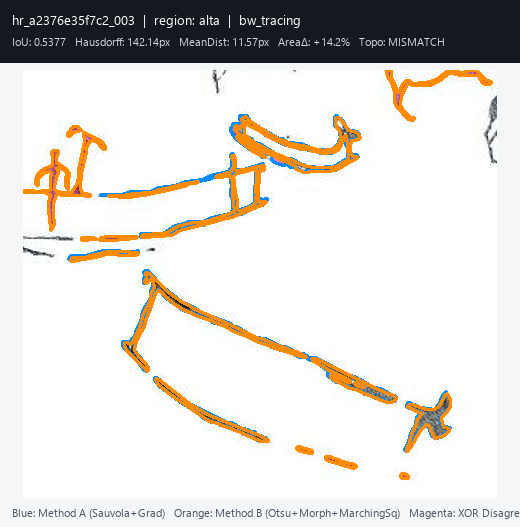 hr_a2376e35f7c2_003 | region: alta | bw_tracing
IoU: 0.5377 Hausdorff: 142.14px MeanDist: 11.57px AreaΔ: +14.2% Topo: MISMATCH
Blue: Method A (Sauvola+Grad) Orange: Method B (Otsu+Morph+MarchingSq) Magenta: XOR Disagre